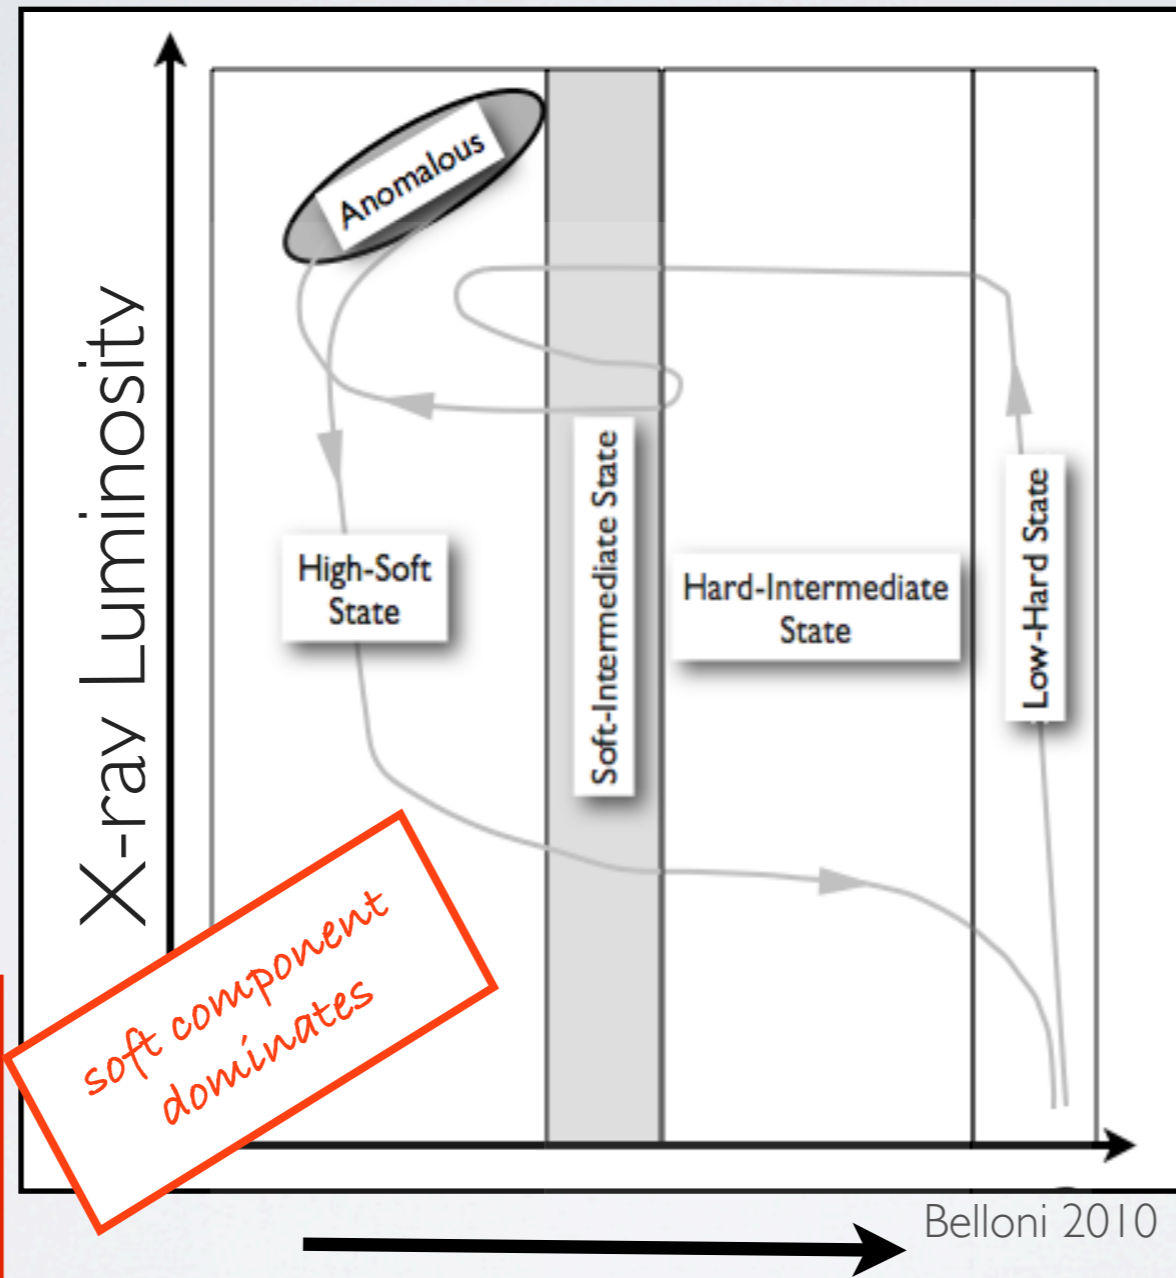 Anomalous
X-ray Luminosity
Soft-Intermediate State
Low-Hard State
High-Soft
State
Hard-Intermediate
State
soft component
dominates
Belloni 2010